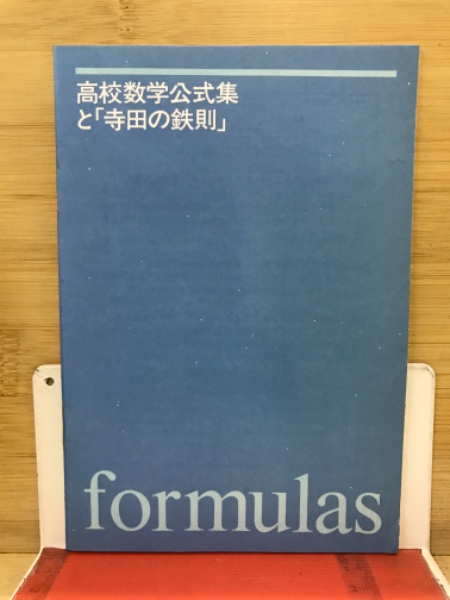 高校数学公式集
と「寺田の鉄則」
formulas